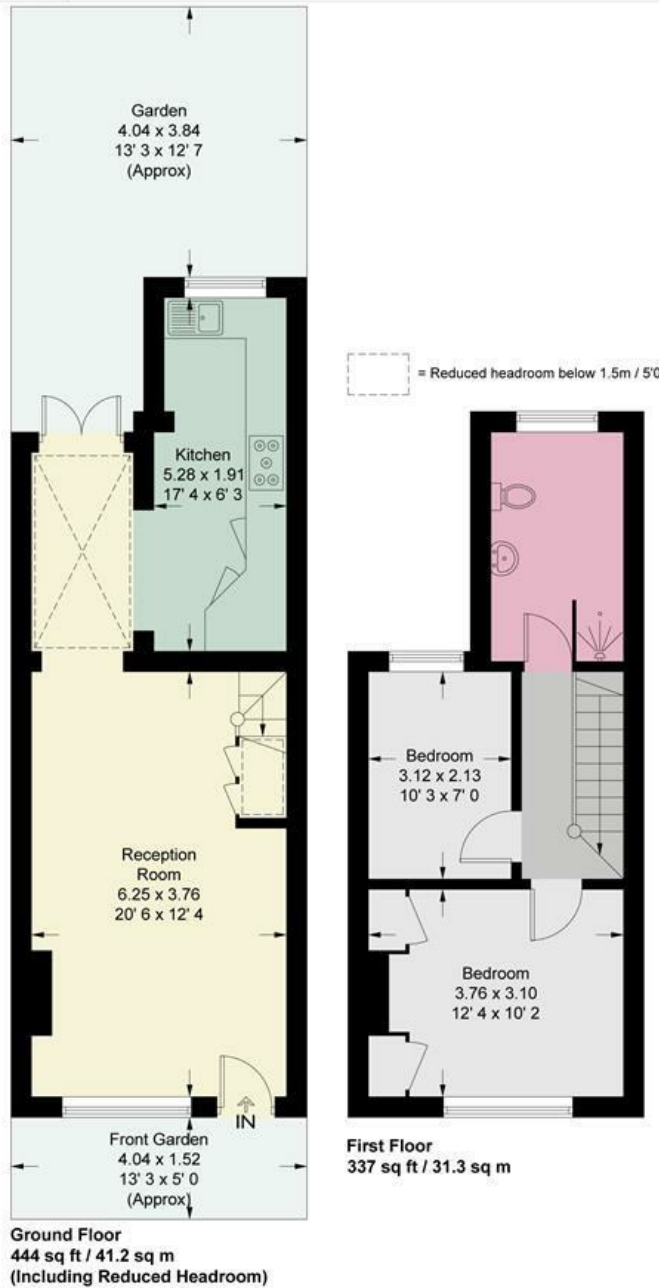 Garden
4.04 x 3.84
13' 3 x 12' 7
(Approx)
= Reduced headroom below 1.5m / 5'0
Kitchen
5.28 x 1.91
17' 4 x 6' 3
Bedroom
3.12 x 2.13
10' 3 x 7' 0
Reception
Room
6.25 x 3.76
20' 6 x 12' 4
Bedroom
3.76 x 3.10
12' 4 x 10' 2
IN
Front Garden
4.04 x 1.52
13' 3 x 5' 0
(Approx)
First Floor
337 sq ft / 31.3 sq m
Ground Floor
444 sq ft / 41.2 sq m
(Including Reduced Headroom)